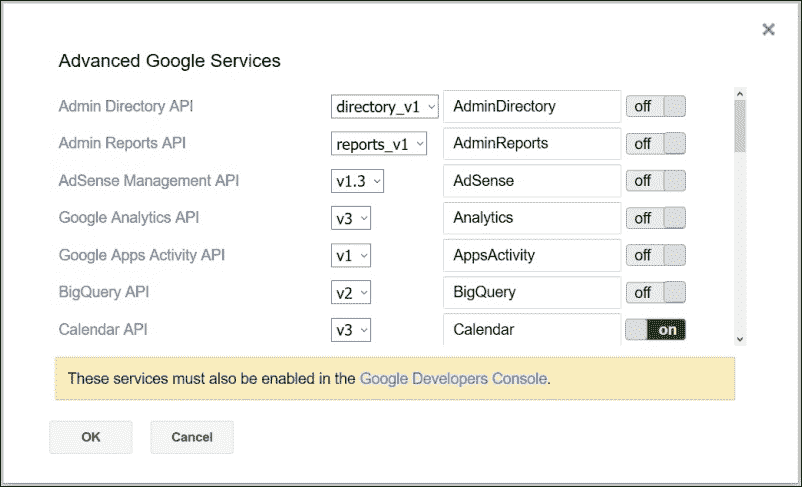 Advanced Google Services
Admin Directory API directory_v1 AdminDirectory off
Admin Reports API reports_v1 AdminReports off
AdSense Management API v1.3 AdSense off
Google Analytics API v3 Analytics off
Google Apps Activity API v1 AppsActivity off
BigQuery API v2 BigQuery off
Calendar API v3 Calendar on
These services must also be enabled in the Google Developers Console.
OK Cancel